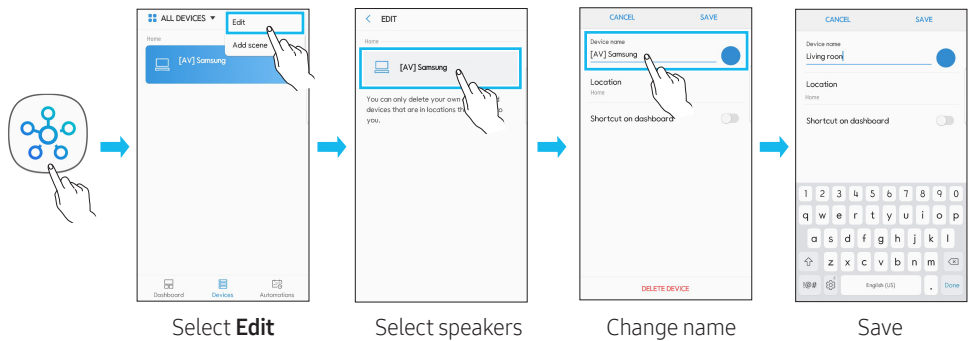 ALL DEVICES ▼
Edit
Add scene
Home
[AV] Samsung
Dashboard
Devices
Automations
Select Edit
EDIT
Home
[AV] Samsung
You can only delete your own
devices that are in locations
you.
Select speakers
CANCEL SAVE
Device name
[AV] Samsung
Location
Home
Shortcut on dashboard
DELETE DEVICE
Change name
CANCEL SAVE
Device name
Living roon
Location
Home
Shortcut on dashboard
1 2 3 4 5 6 7 8 9 0
q w e r t y u i o p
a s d f g h j k l
z x c v b n m
!@# English (US) . Done
Save